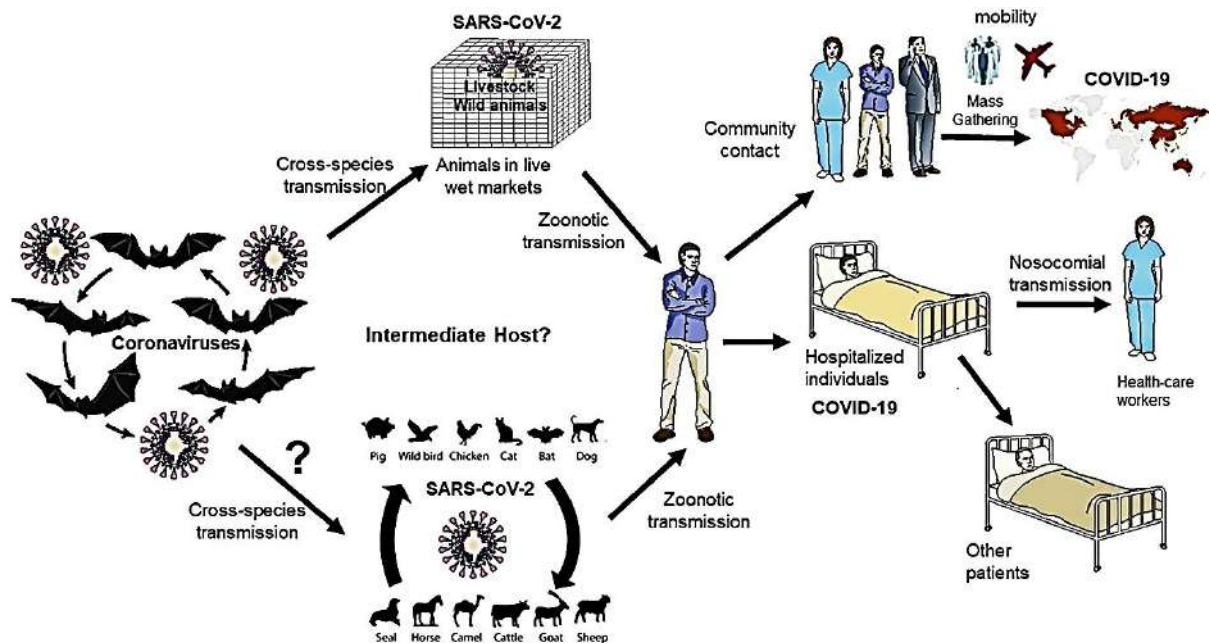 SARS-CoV-2
Livestock
Wild animals
Cross-species
transmission
Animals in live
wet markets
Zoonotic
transmission
Coronaviruses
Intermediate Host?
?
Cross-species
transmission
Pig Wild bird Chicken Cat Bat Dog
SARS-CoV-2
Seal Horse Camel Cattle Goat Sheep
Zoonotic
transmission
Community
contact
mobility
Mass
Gathering
COVID-19
Hospitalized
individuals
COVID-19
Nosocomial
transmission
Health-care
workers
Other
patients